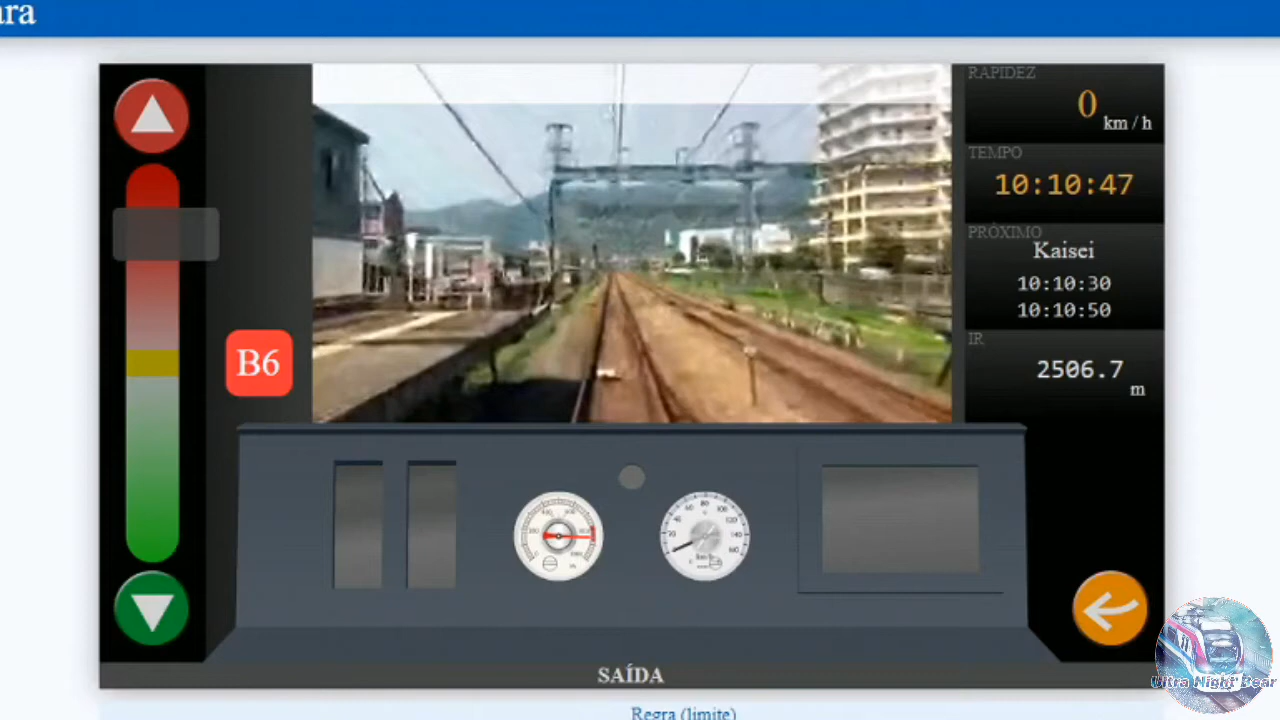 ara
RAPIDEZ
0
km / h
TEMPO
10:10:47
PRÓXIMO
Kaisei
10:10:30
10:10:50
IR
2506.7
m
B6
SAÍDA
Regra (limite)
Ultra Night Bear